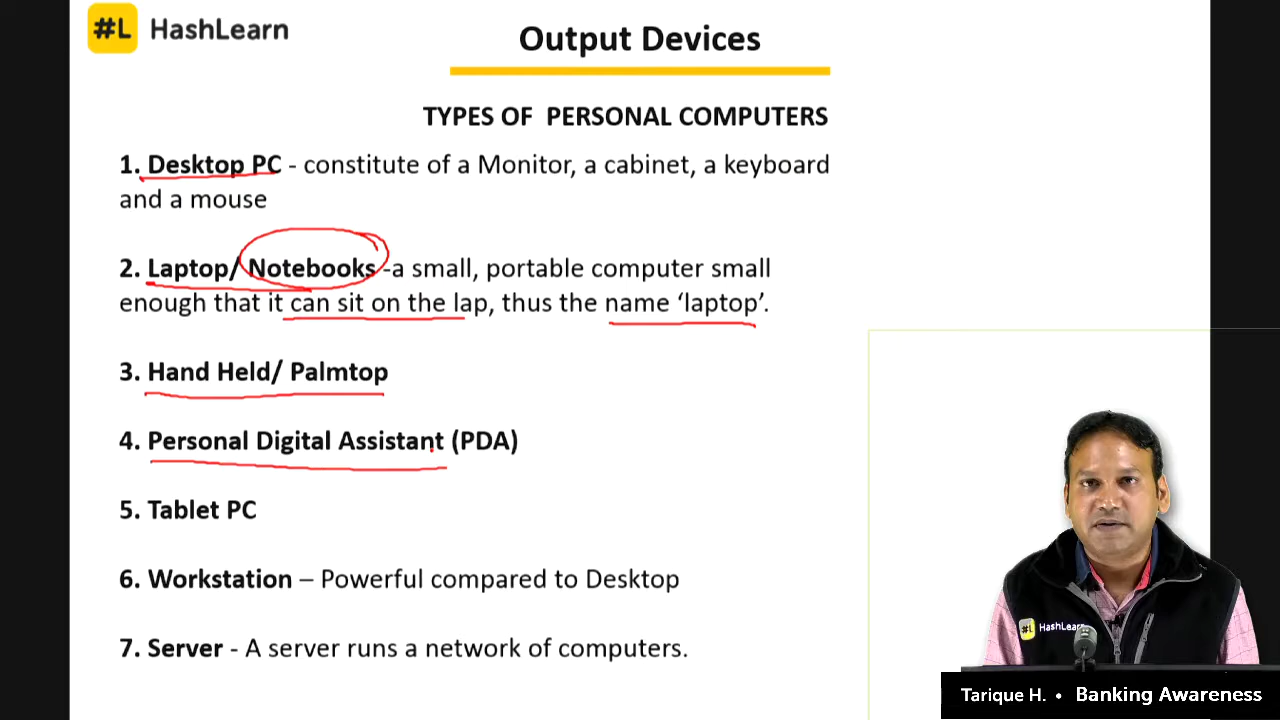 #L HashLearn
Output Devices
TYPES OF PERSONAL COMPUTERS
1. Desktop PC - constitute of a Monitor, a cabinet, a keyboard
and a mouse
2. Laptop/ Notebooks -a small, portable computer small
enough that it can sit on the lap, thus the name ‘laptop’.
3. Hand Held/ Palmtop
4. Personal Digital Assistant (PDA)
5. Tablet PC
6. Workstation – Powerful compared to Desktop
7. Server - A server runs a network of computers.
#L HashLearn
Tarique H. • Banking Awareness